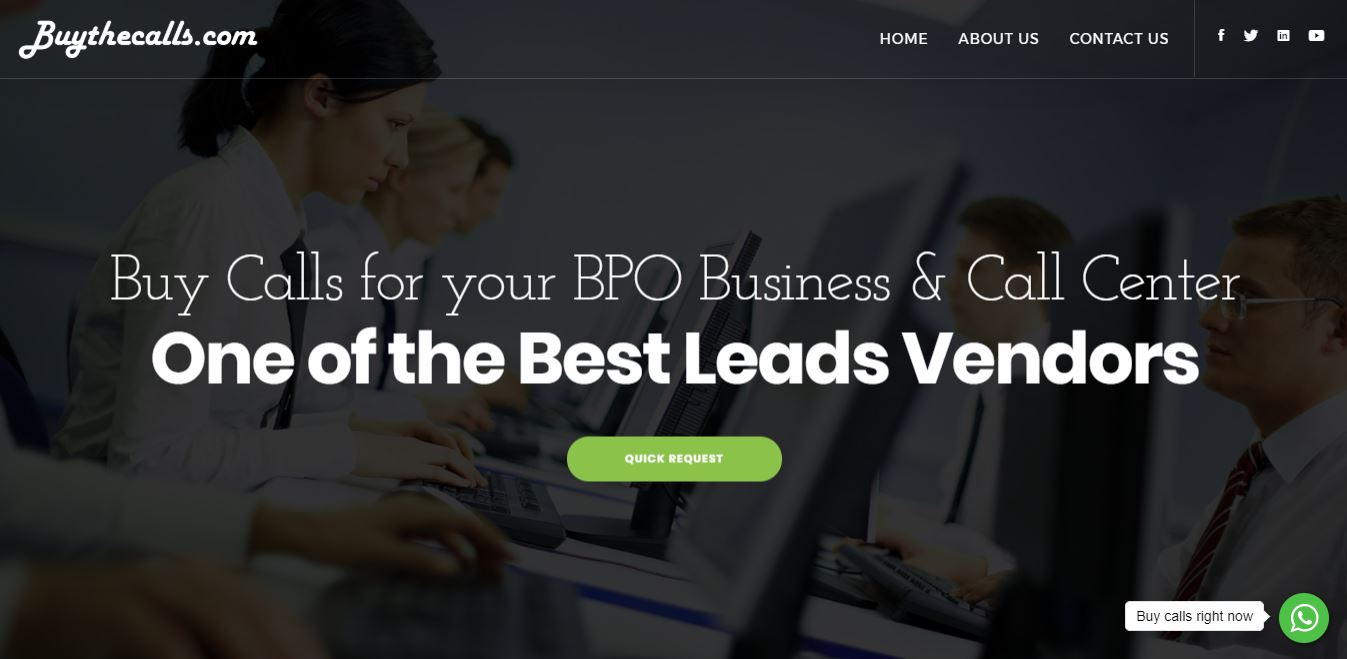 Buythecalls.com
HOME
ABOUT US
CONTACT US
Buy Calls for your BPO Business & Call Center
One of the Best Leads Vendors
QUICK REQUEST
Buy calls right now